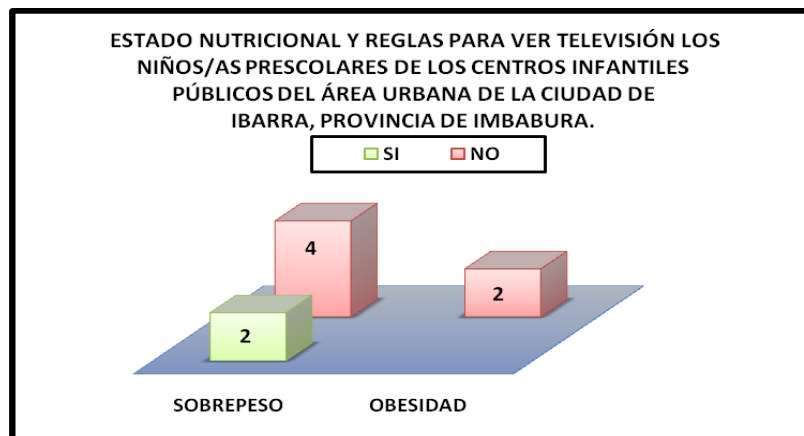 ESTADO NUTRICIONAL Y REGLAS PARA VER TELEVISIÓN LOS
NIÑOS/AS PRESCOLARES DE LOS CENTROS INFANTILES
PÚBLICOS DEL ÁREA URBANA DE LA CIUDAD DE
IBARRA, PROVINCIA DE IMBABURA.
SI NO
4
2
2
SOBREPESO OBESIDAD